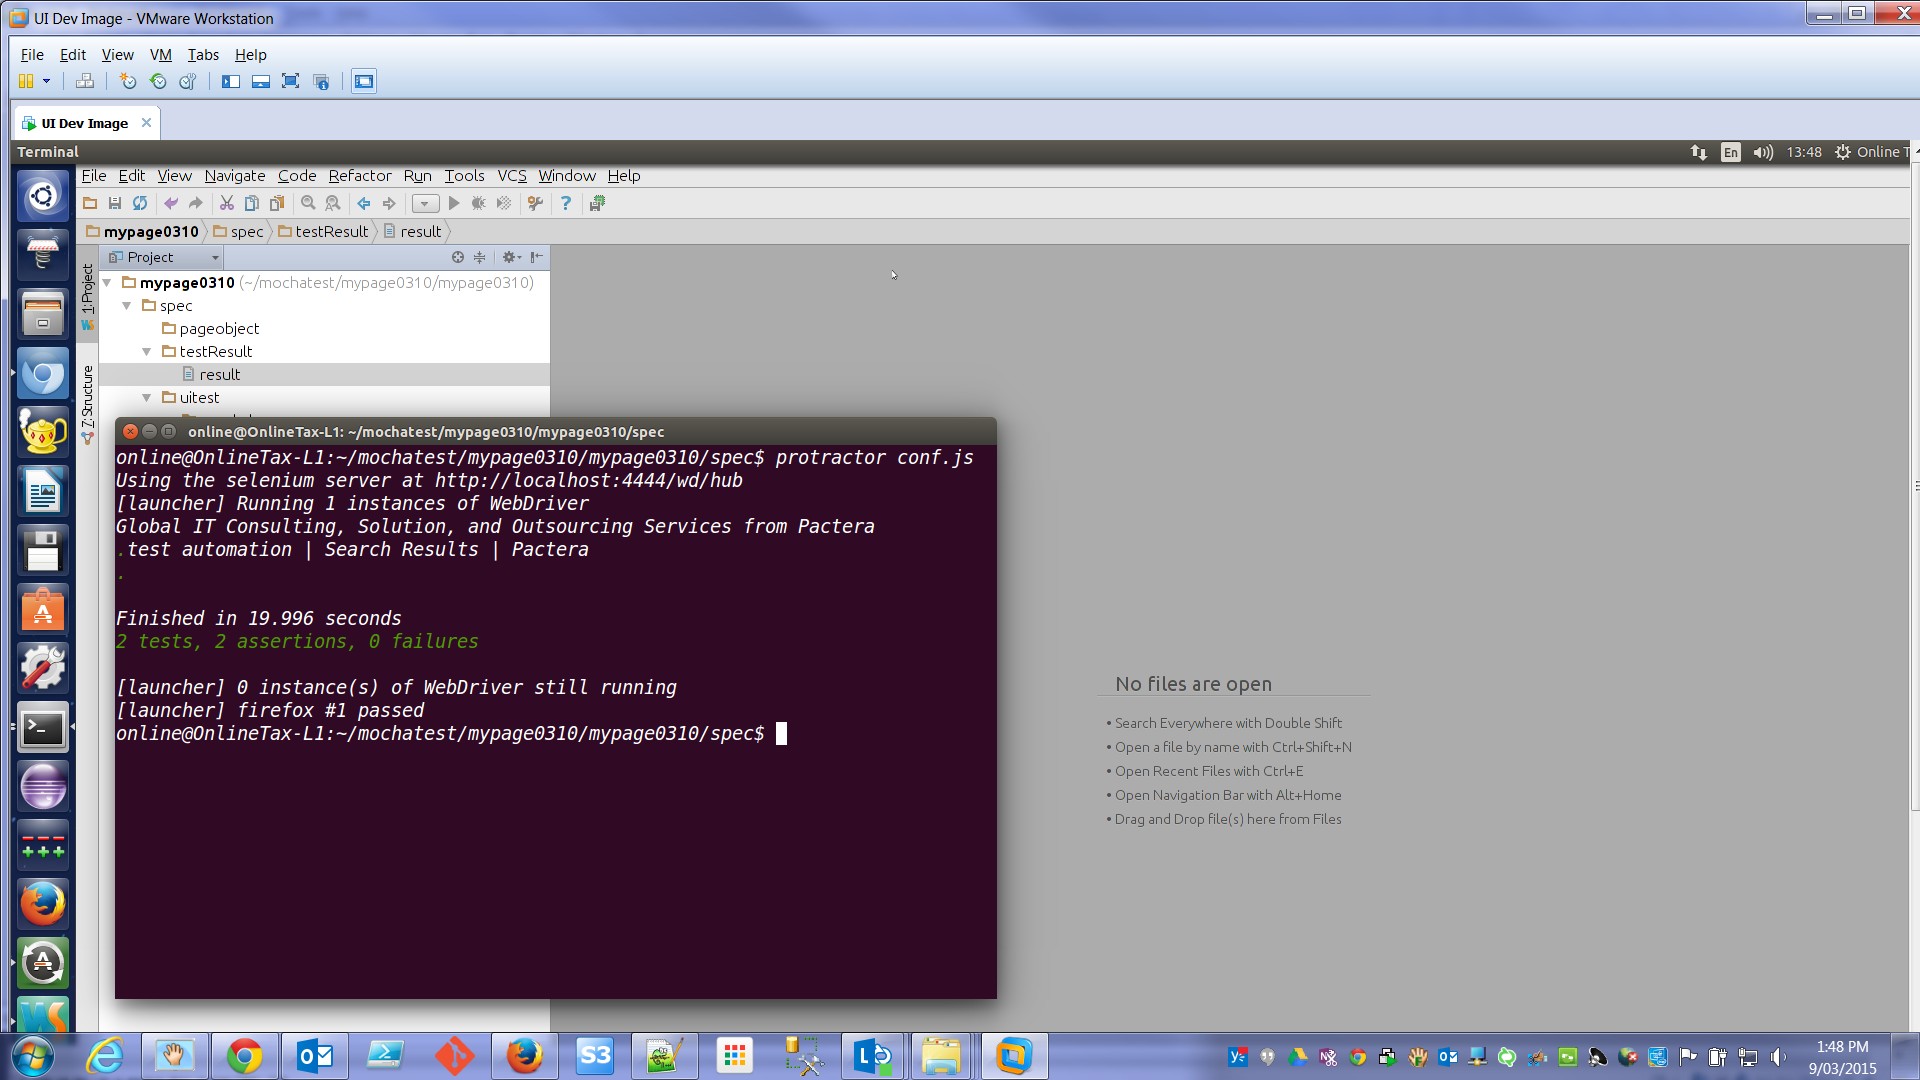 UI Dev Image - VMware Workstation
File Edit View VM Tabs Help
UI Dev Image
Terminal
En 13:48 Online T
File Edit View Navigate Code Refactor Run Tools VCS Window Help
mypage0310 spec testResult result
Project
1: Project
mypage0310 (~/mochatest/mypage0310/mypage0310)
spec
pageobject
testResult
result
uitest
7: Structure
online@OnlineTax-L1: ~/mochatest/mypage0310/mypage0310/spec
online@OnlineTax-L1:~/mochatest/mypage0310/mypage0310/spec$ protractor conf.js
Using the selenium server at http://localhost:4444/wd/hub
[launcher] Running 1 instances of WebDriver
Global IT Consulting, Solution, and Outsourcing Services from Pactera
.test automation | Search Results | Pactera
.
Finished in 19.996 seconds
2 tests, 2 assertions, 0 failures
[launcher] 0 instance(s) of WebDriver still running
[launcher] firefox #1 passed
online@OnlineTax-L1:~/mochatest/mypage0310/mypage0310/spec$
No files are open
• Search Everywhere with Double Shift
• Open a file by name with Ctrl+Shift+N
• Open Recent Files with Ctrl+E
• Open Navigation Bar with Alt+Home
• Drag and Drop file(s) here from Files
S3
1:48 PM
9/03/2015